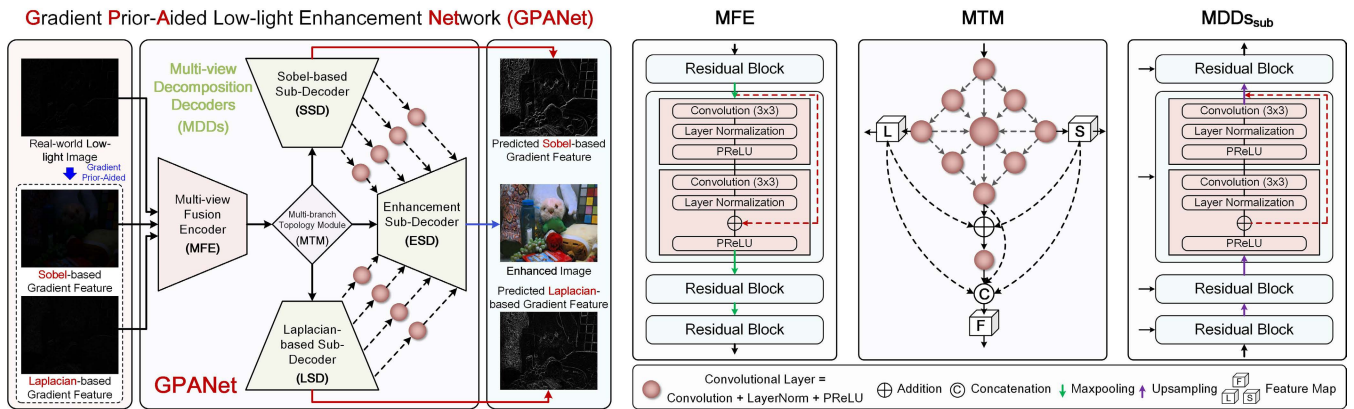 Gradient Prior-Aided Low-light Enhancement Network (GPANet)
Real-world Low-
light Image
Gradient
Prior-Aided
Sobel-based
Gradient Feature
Laplacian-based
Gradient Feature
Multi-view
Decomposition
Decoders
(MDDs)
Multi-view
Fusion
Encoder
(MFE)
Sobel-based
Sub-Decoder
(SSD)
Multi-branch
Topology Module
(MTM)
Enhancement
Sub-Decoder
(ESD)
Laplacian-
based Sub-
Decoder
(LSD)
GPANet
Predicted Sobel-based
Gradient Feature
Enhanced Image
Predicted Laplacian-
based Gradient Feature
MFE
Residual Block
Convolution (3x3)
Layer Normalization
PReLU
Convolution (3x3)
Layer Normalization
PReLU
Residual Block
Residual Block
MTM
L
S
C
F
MDDs_sub
Residual Block
Convolution (3x3)
Layer Normalization
PReLU
Convolution (3x3)
Layer Normalization
PReLU
Residual Block
Residual Block
Convolutional Layer =
Convolution + LayerNorm + PReLU
Addition
C Concatenation
Maxpooling
Upsampling
F
L S
Feature Map